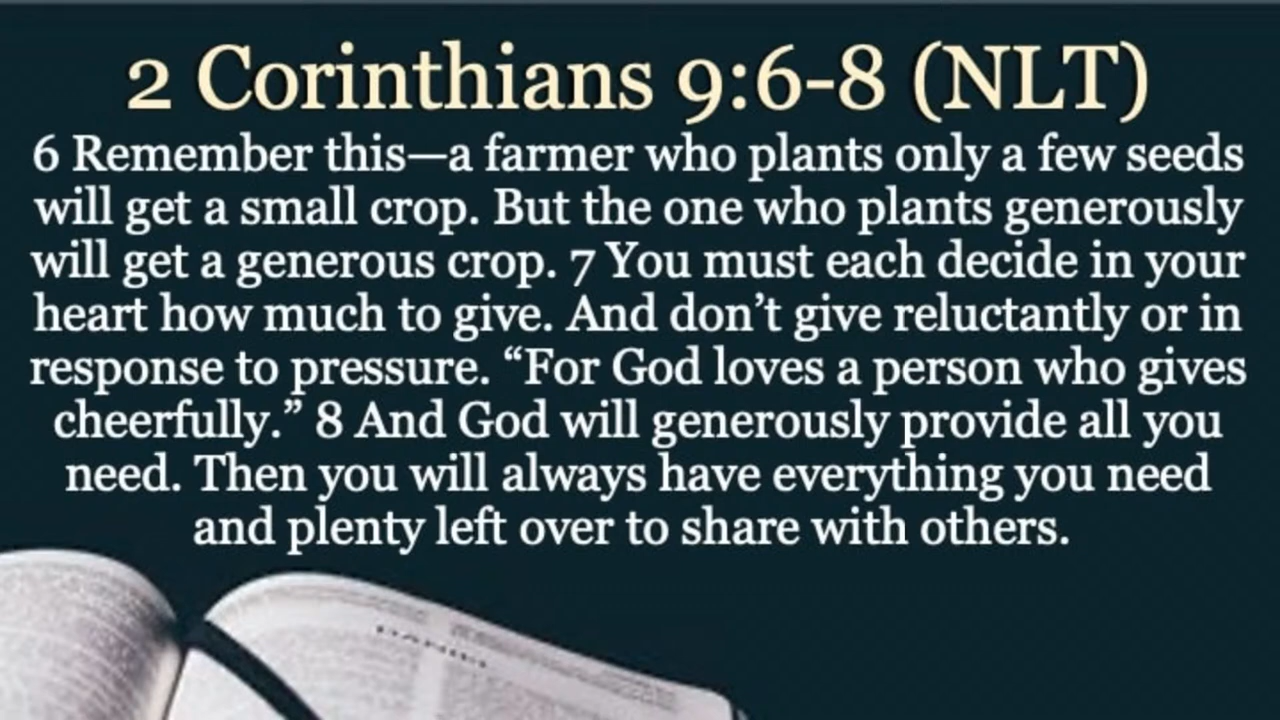 2 Corinthians 9:6-8 (NLT)
6 Remember this—a farmer who plants only a few seeds
will get a small crop. But the one who plants generously
will get a generous crop. 7 You must each decide in your
heart how much to give. And don’t give reluctantly or in
response to pressure. “For God loves a person who gives
cheerfully.” 8 And God will generously provide all you
need. Then you will always have everything you need
and plenty left over to share with others.
DANIEL